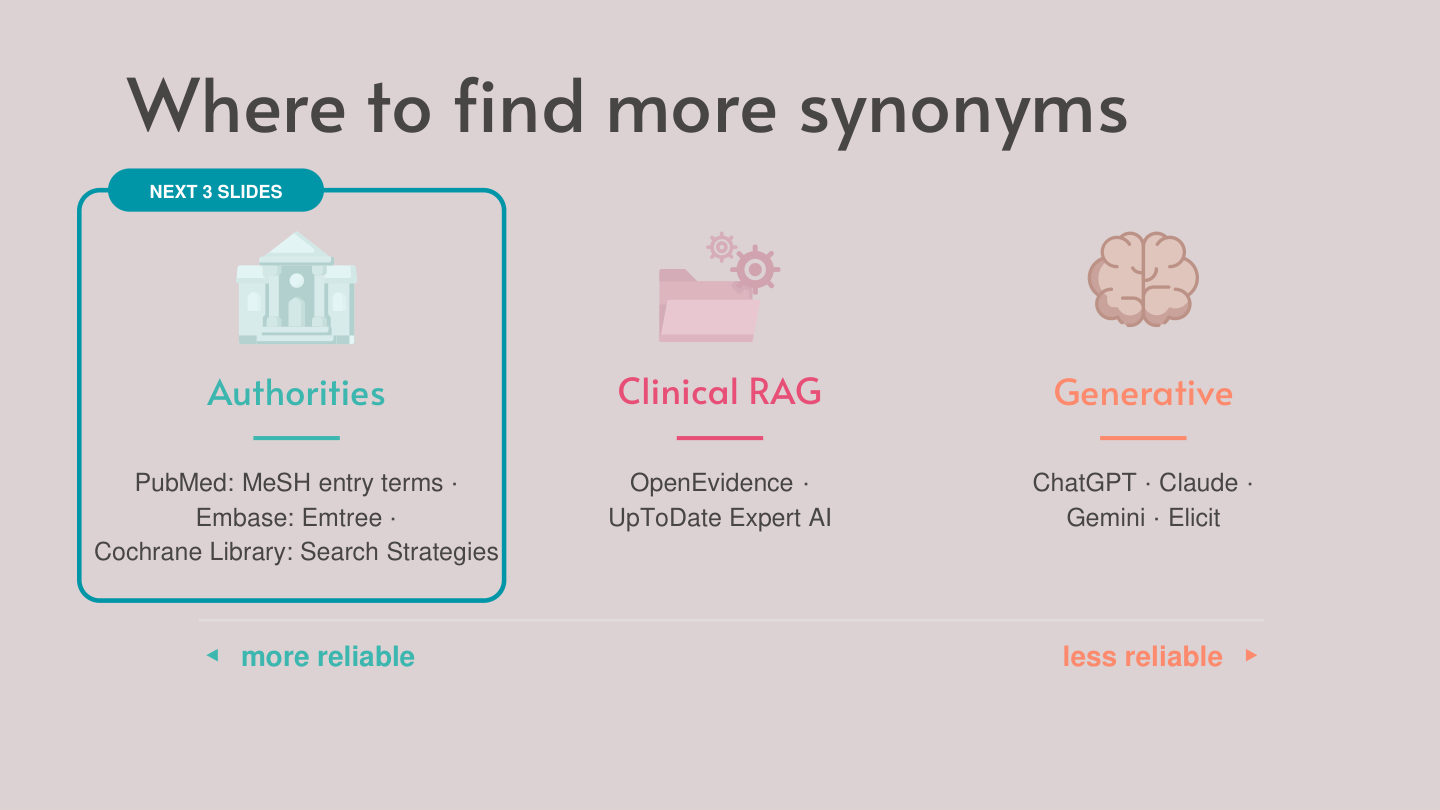 Where to find more synonyms
NEXT 3 SLIDES
Authorities
PubMed: MeSH entry terms ·
Embase: Emtree ·
Cochrane Library: Search Strategies
Clinical RAG
OpenEvidence ·
UpToDate Expert AI
Generative
ChatGPT · Claude ·
Gemini · Elicit
◄ more reliable
less reliable ►